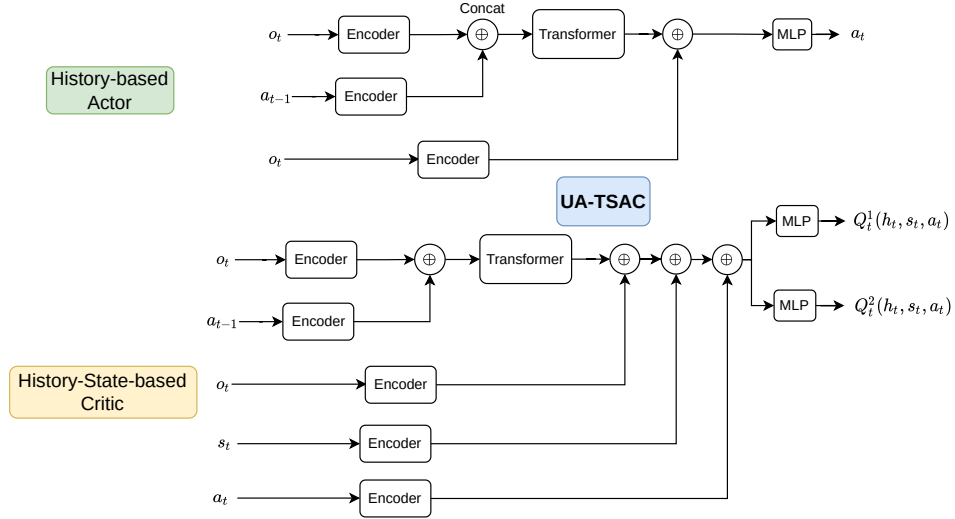 Concat
o_t Encoder ⊕ Transformer ⊕ MLP a_t
History-based
Actor
a_{t−1} Encoder
o_t Encoder
UA-TSAC
MLP Q_t^1(h_t, s_t, a_t)
o_t Encoder ⊕ Transformer ⊕ ⊕ ⊕
MLP Q_t^2(h_t, s_t, a_t)
a_{t−1} Encoder
History-State-based
Critic
o_t Encoder
s_t Encoder
a_t Encoder